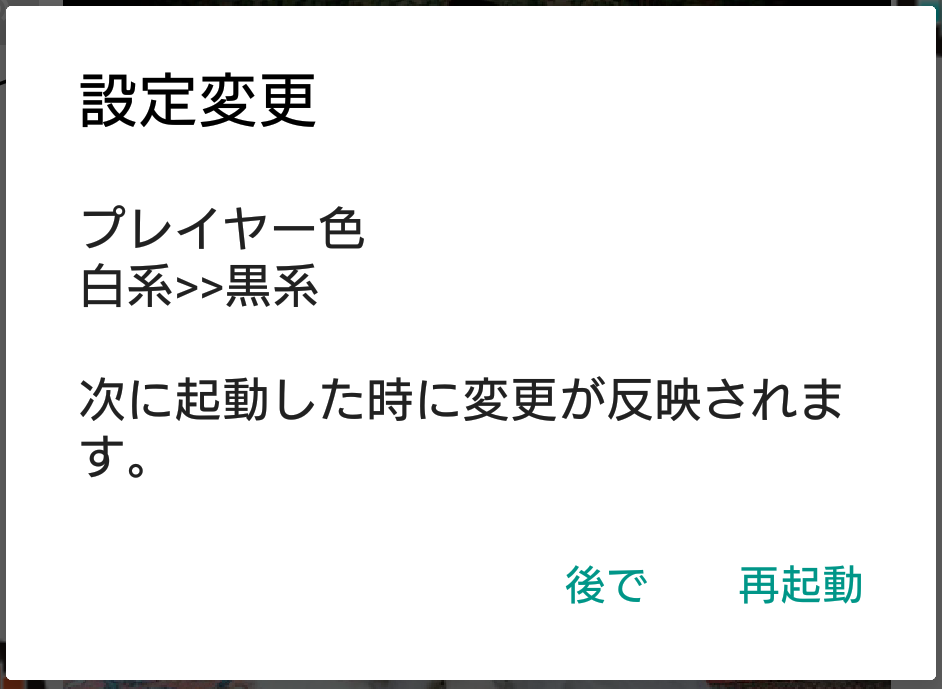 設定変更
プレイヤー色
白系>>黒系
次に起動した時に変更が反映されま
す。
後で
再起動